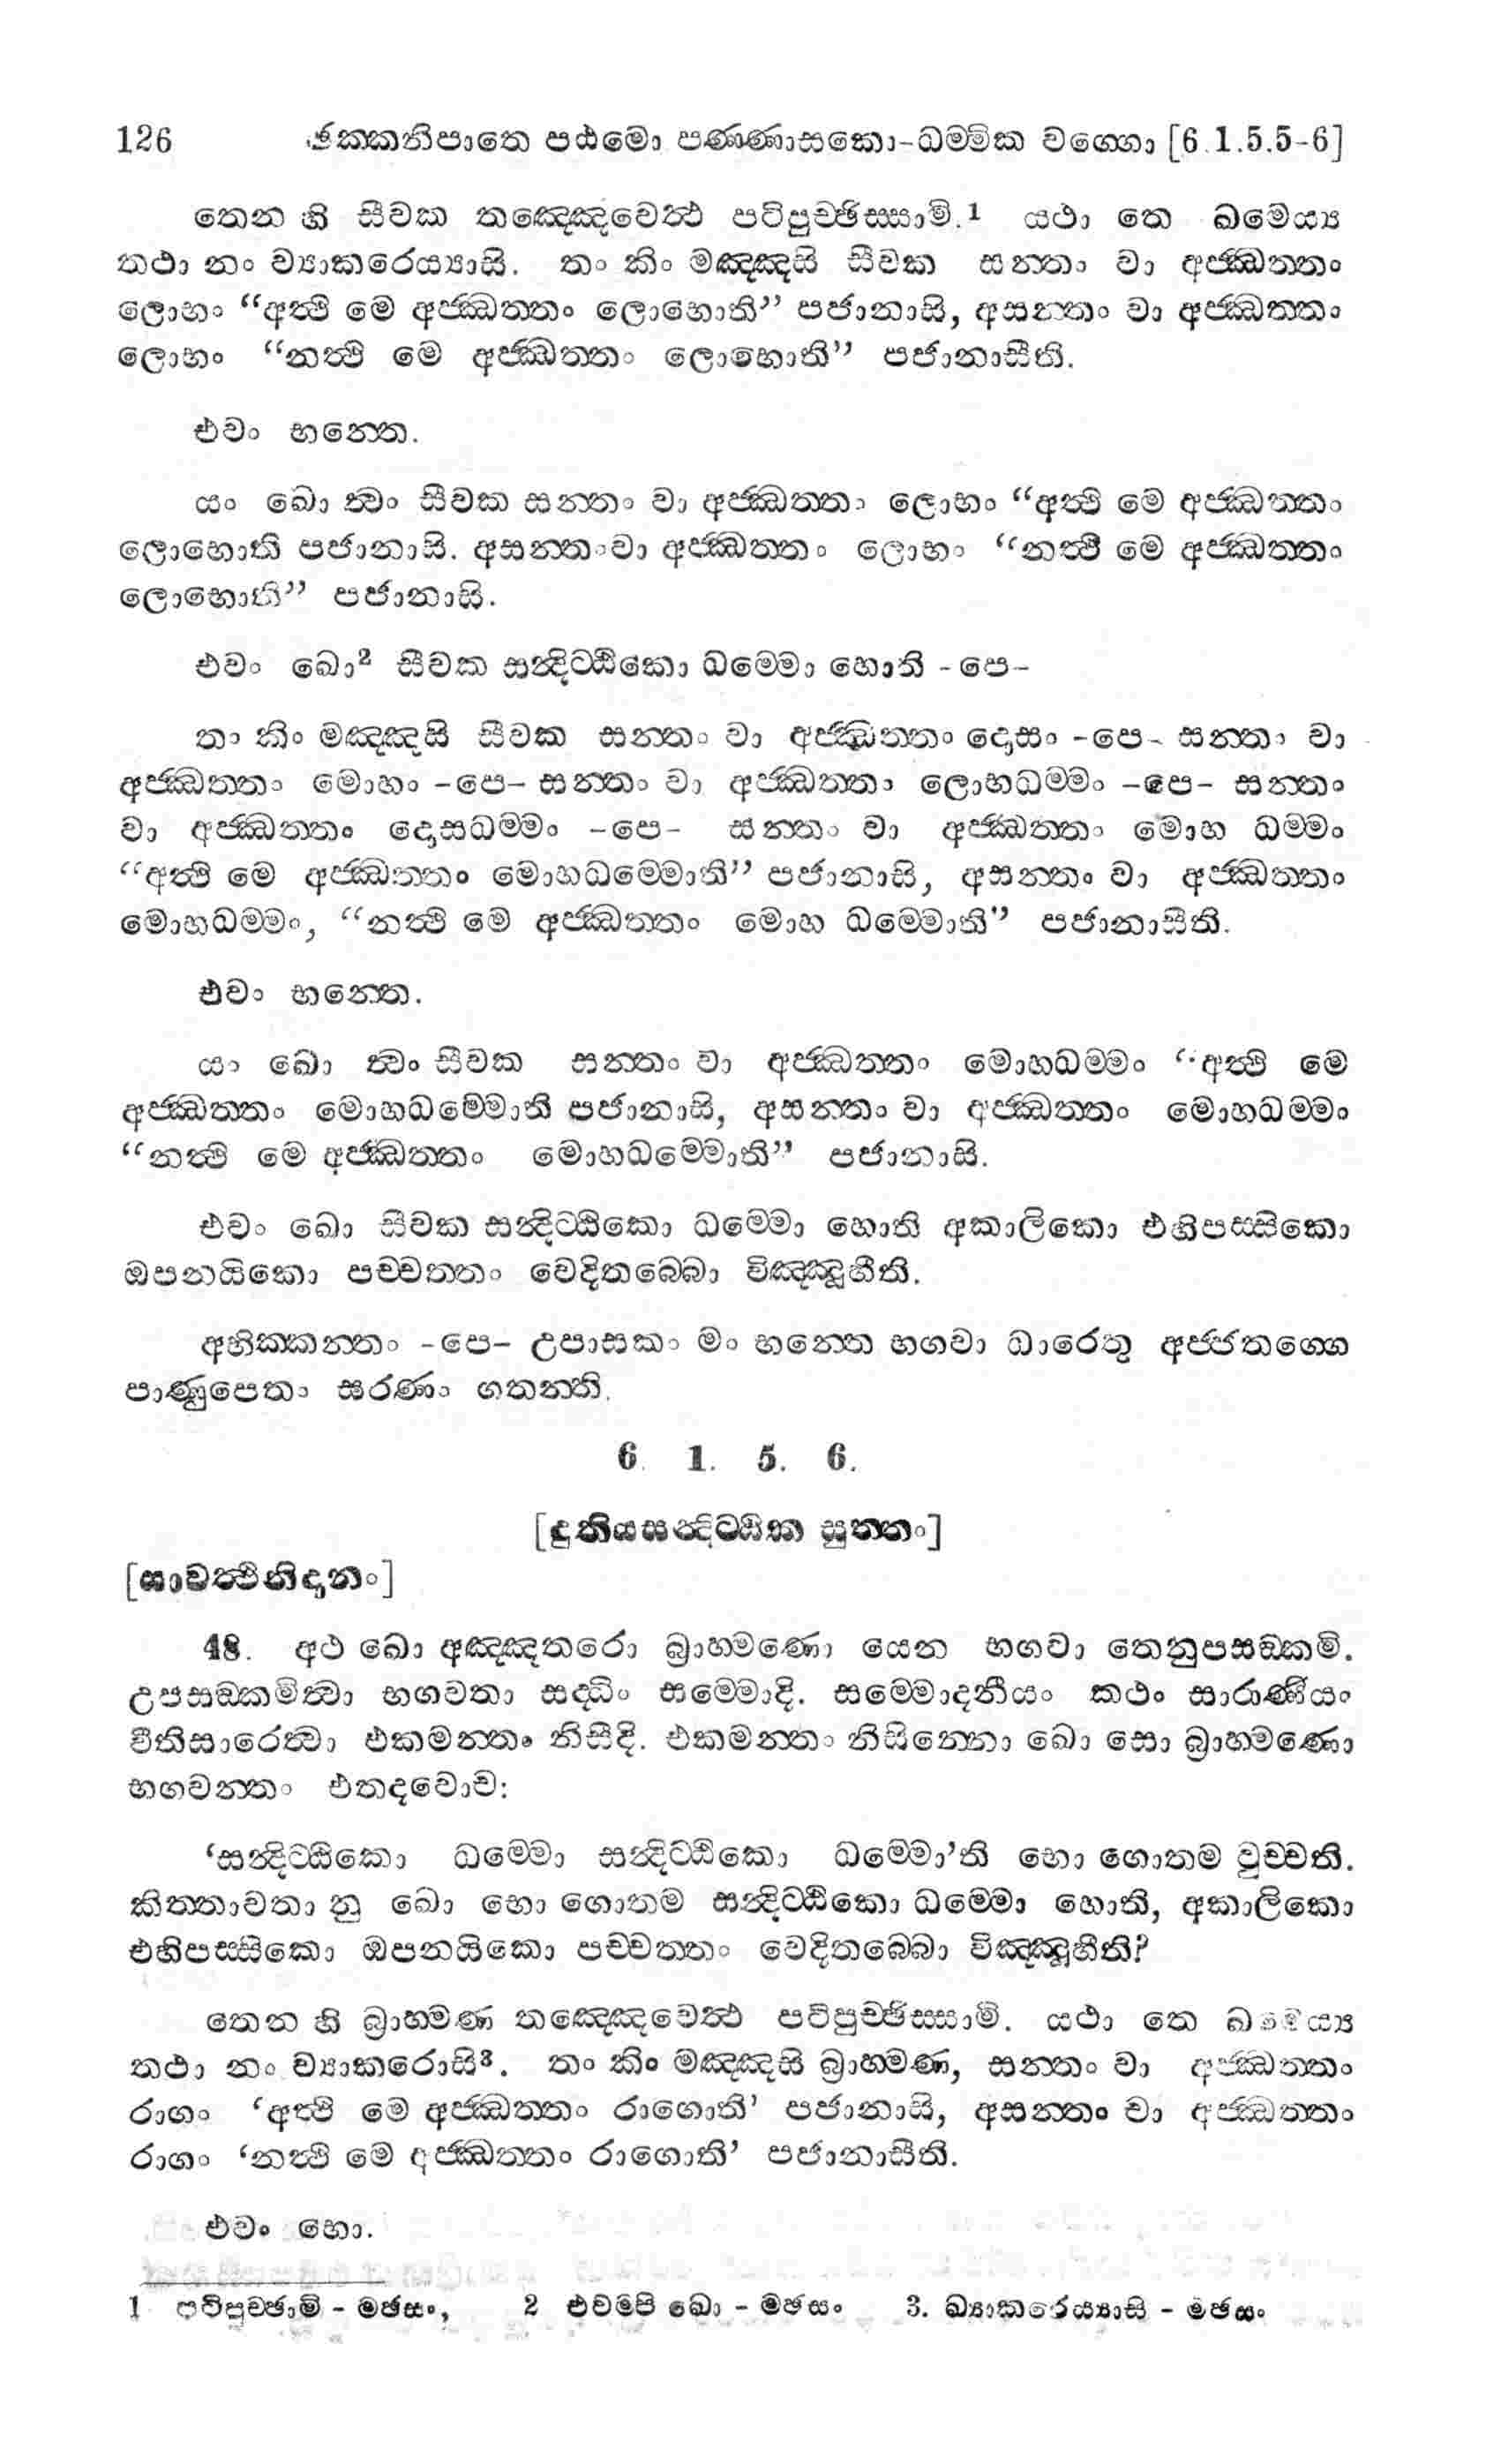 126 ඡක්කනිපාතෙ පඨමො පණ්ණාසකො-ධම්මික වග්ගො [6.1.5.5-6]
තෙන හි සීවක තඤ්ඤෙවෙත්ථ පටිපුච්ඡිස්සාමි.1 යථා තෙ ඛමෙය්‍ය
තථා නං ව්‍යාකරෙය්‍යාසි. තං කිං මඤ්ඤසි සීවක සන්තං වා අජ්ඣත්තං
ලොභං “අත්ථි මෙ අජ්ඣත්තං ලොභොති” පජානාසි, අසන්තං වා අජ්ඣත්තං
ලොභං “නත්ථි මෙ අජ්ඣත්තං ලොභොති” පජානාසීති.
එවං භන්තෙ.
යං ඛො ත්‍වං සීවක සන්තං වා අජ්ඣත්තං ලොභං “අත්ථි මෙ අජ්ඣත්තං
ලොභොති පජානාසි. අසන්තං වා අජ්ඣත්තං ලොභං “නත්ථි මෙ අජ්ඣත්තං
ලොභොති” පජානාසි.
එවං ඛො2 සීවක සන්දිට්ඨිකො ධම්මො හොති -පෙ-
තං කිං මඤ්ඤසි සීවක සන්තං වා අජ්ඣත්තං දොසං -පෙ- සන්තං වා
අජ්ඣත්තං මොහං -පෙ- සන්තං වා අජ්ඣත්තං ලොභධම්මං -පෙ- සන්තං
වා අජ්ඣත්තං දොසධම්මං -පෙ- සන්තං වා අජ්ඣත්තං මොහ ධම්මං
“අත්ථි මෙ අජ්ඣත්තං මොහධම්මොති” පජානාසි, අසන්තං වා අජ්ඣත්තං
මොහධම්මං, “නත්ථි මෙ අජ්ඣත්තං මොහ ධම්මොති” පජානාසීති.
එවං භන්තෙ.
යං ඛො ත්‍වං සීවක සන්තං වා අජ්ඣත්තං මොහධම්මං “අත්ථි මෙ
අජ්ඣත්තං මොහධම්මොති පජානාසි, අසන්තං වා අජ්ඣත්තං මොහධම්මං
“නත්ථි මෙ අජ්ඣත්තං මොහධම්මොති” පජානාසි.
එවං ඛො සීවක සන්දිට්ඨිකො ධම්මො හොති අකාලිකො එහිපස්සිකො
ඔපනයිකො පච්චත්තං වෙදිතබ්බො විඤ්ඤූහීති.
අභික්කන්තං -පෙ- උපාසකං මං භන්තෙ භගවා ධාරෙතු අජ්ජතග්ගෙ
පාණුපෙතං සරණං ගතන්ති.
6. 1. 5. 6.
[දුතියසන්දිට්ඨික සුත්තං]
[සාවත්ථිනිදානං]
48. අථ ඛො අඤ්ඤතරො බ්‍රාහ්මණො යෙන භගවා තෙනුපසඞ්කමි.
උපසඞ්කමිත්‍වා භගවතා සද්ධිං සම්මොදි. සම්මොදනීයං කථං සාරාණීයං
වීතිසාරෙත්‍වා එකමන්තං නිසීදි. එකමන්තං නිසින්නො ඛො සො බ්‍රාහ්මණො
භගවන්තං එතදවොච:
‘සන්දිට්ඨිකො ධම්මො සන්දිට්ඨිකො ධම්මො’ති භො ගොතම වුච්චති.
කිත්තාවතා නු ඛො භො ගොතම සන්දිට්ඨිකො ධම්මො හොති, අකාලිකො
එහිපස්සිකො ඔපනයිකො පච්චත්තං වෙදිතබ්බො විඤ්ඤූහීති?
තෙන හි බ්‍රාහ්මණ තඤ්ඤෙවෙත්ථ පටිපුච්ඡිස්සාමි. යථා තෙ ඛමෙය්‍ය
තථා නං ව්‍යාකරොසි3. තං කිං මඤ්ඤසි බ්‍රාහ්මණ, සන්තං වා අජ්ඣත්තං
රාගං ‘අත්ථි මෙ අජ්ඣත්තං රාගොති’ පජානාසි, අසන්තං වා අජ්ඣත්තං
රාගං ‘නත්ථි මෙ අජ්ඣත්තං රාගොති’ පජානාසීති.
එවං භො.
1 පටිපුච්ඡාමි - මඡසං, 2 එවම්පි ඛො - මඡසං 3. ඛ්‍යාකරෙය්‍යාසි - මඡසං